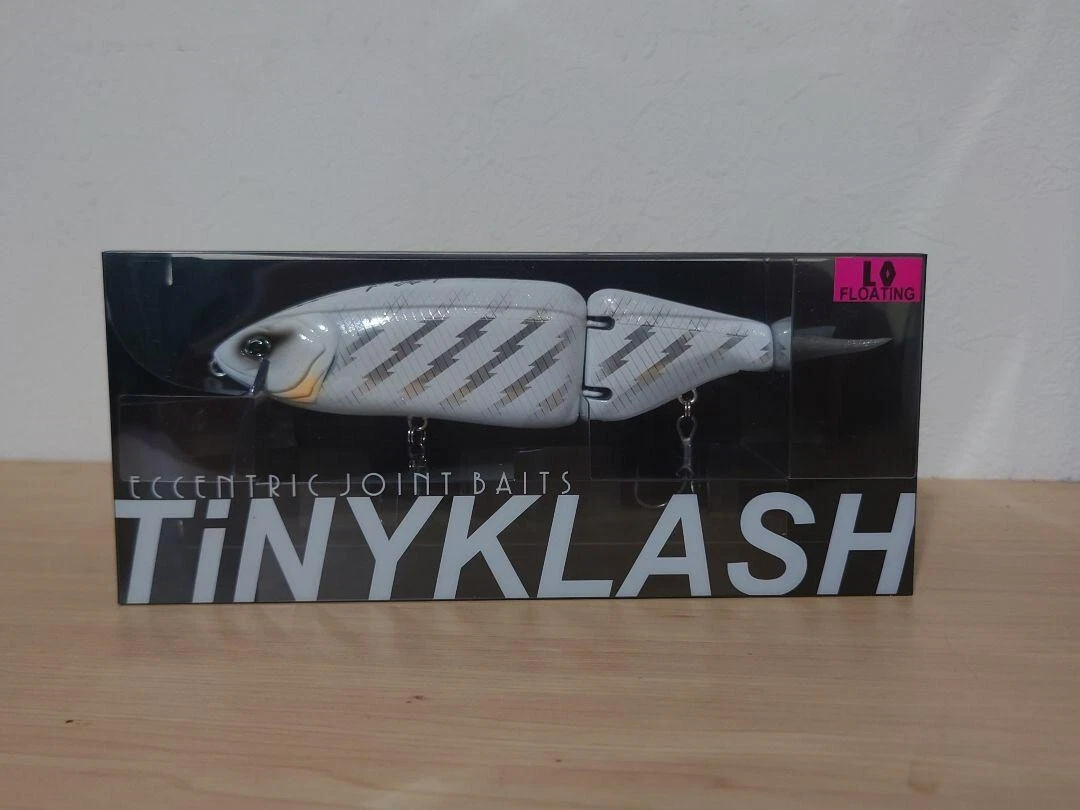 LO
FLOATING
ECCENTRIC JOINT BAITS
TiNYKLASH